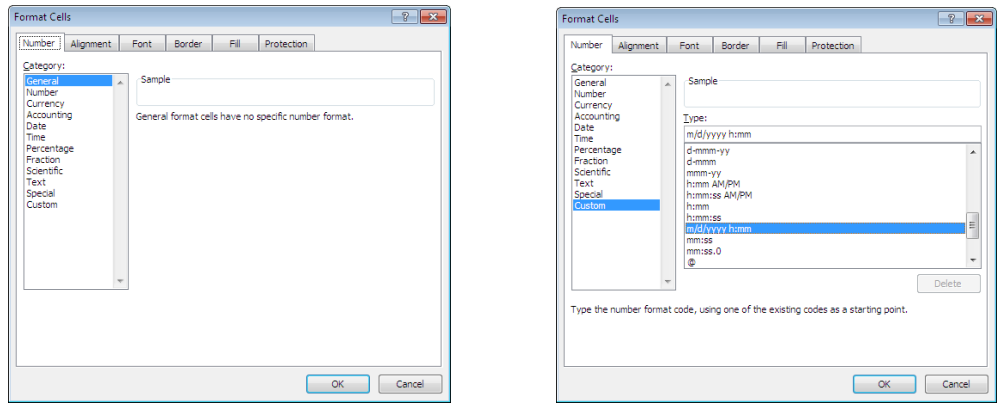 Format Cells
Number Alignment Font Border Fill Protection
Category:
General
Number
Currency
Accounting
Date
Time
Percentage
Fraction
Scientific
Text
Special
Custom
Sample
General format cells have no specific number format.
OK Cancel
Format Cells
Number Alignment Font Border Fill Protection
Category:
General
Number
Currency
Accounting
Date
Time
Percentage
Fraction
Scientific
Text
Special
Custom
Sample
Type:
m/d/yyyy h:mm
d-mmm-yy
d-mmm
mmm-yy
h:mm AM/PM
h:mm:ss AM/PM
h:mm
h:mm:ss
m/d/yyyy h:mm
mm:ss
mm:ss.0
@
Delete
Type the number format code, using one of the existing codes as a starting point.
OK Cancel